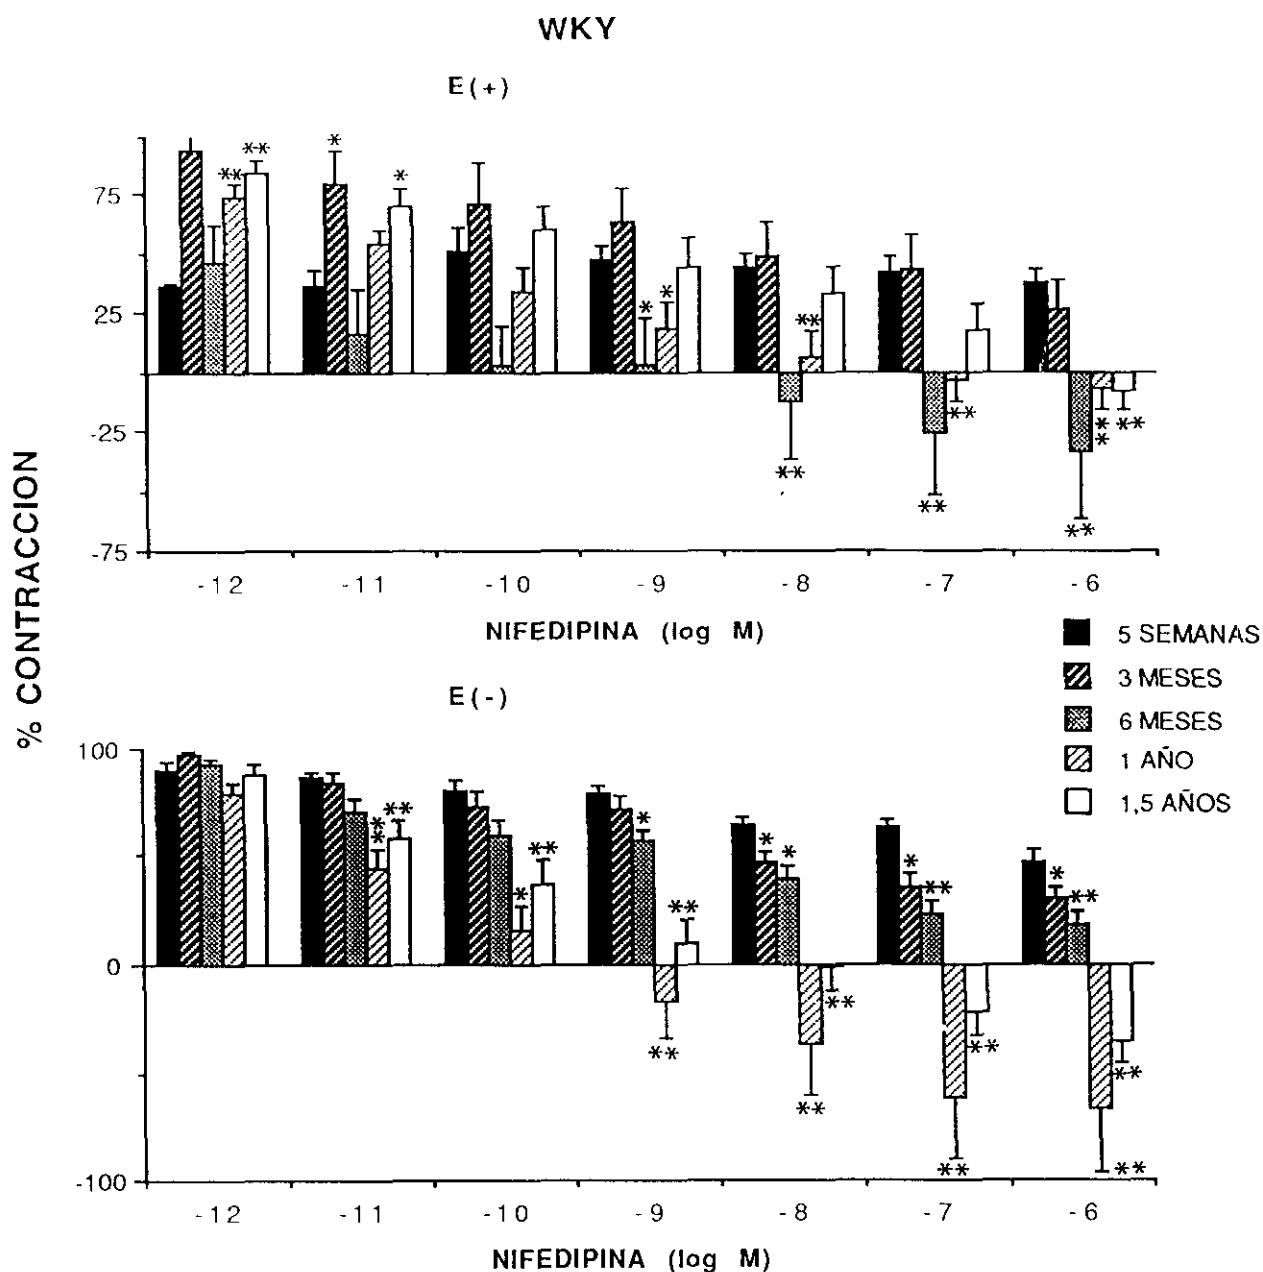 WKY
E(+)
** ** * *
75
25
-25
-75
* * ** ** ** ** ** ** **
-12 -11 -10 -9 -8 -7 -6
NIFEDIPINA (log M)
% CONTRACCION
5 SEMANAS
3 MESES
6 MESES
1 AÑO
1,5 AÑOS
E(-)
100
0
-100
** ** * ** * ** ** * * ** ** * ** ** ** * ** ** **
-12 -11 -10 -9 -8 -7 -6
NIFEDIPINA (log M)